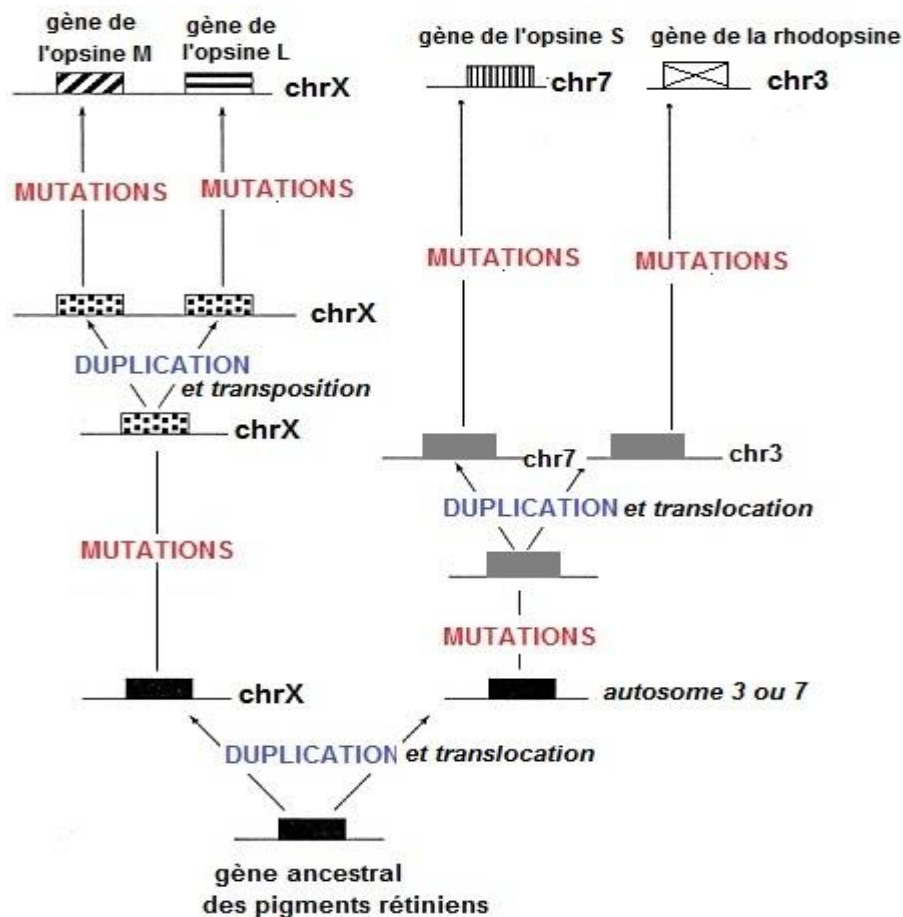 gène de
l'opsine M
gène de
l'opsine L
chrX
gène de l'opsine S
chr7
gène de la rhodopsine
chr3
MUTATIONS
MUTATIONS
MUTATIONS
MUTATIONS
chrX
DUPLICATION
et transposition
chrX
chr7
chr3
DUPLICATION et translocation
MUTATIONS
MUTATIONS
chrX
autosome 3 ou 7
DUPLICATION et translocation
gène ancestral
des pigments rétiniens